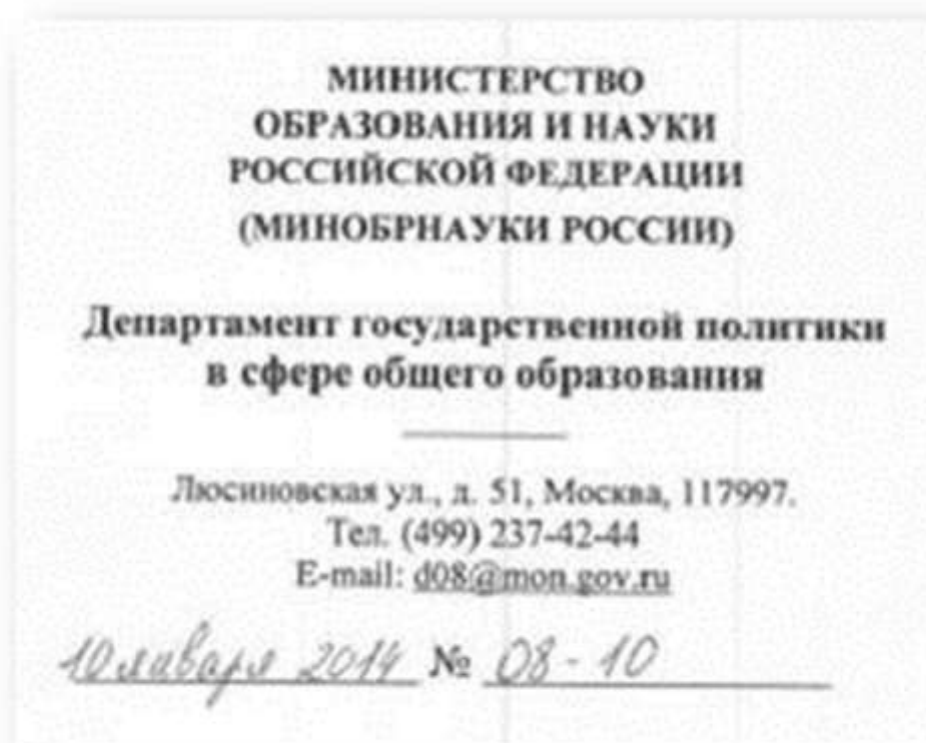 МИНИСТЕРСТВО
ОБРАЗОВАНИЯ И НАУКИ
РОССИЙСКОЙ ФЕДЕРАЦИИ
(МИНОБРНАУКИ РОССИИ)
Департамент государственной политики
в сфере общего образования
Люсиновская ул., д. 51, Москва, 117997.
Тел. (499) 237-42-44
E-mail: d08@mon.gov.ru
10 января 2014 № 08-10